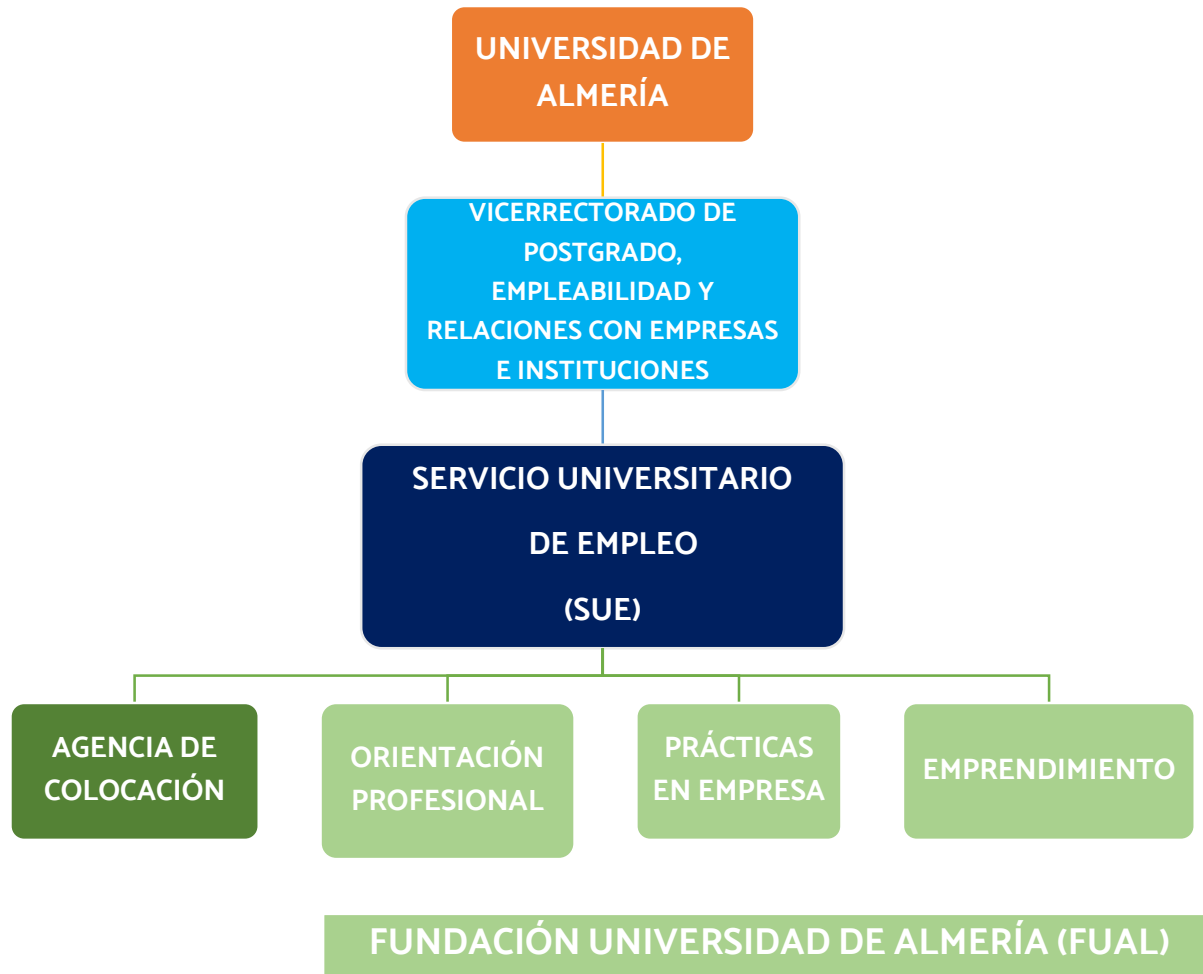 UNIVERSIDAD DE
ALMERÍA
VICERRECTORADO DE
POSTGRADO,
EMPLEABILIDAD Y
RELACIONES CON EMPRESAS
E INSTITUCIONES
SERVICIO UNIVERSITARIO
DE EMPLEO
(SUE)
AGENCIA DE
COLOCACIÓN
ORIENTACIÓN
PROFESIONAL
PRÁCTICAS
EN EMPRESA
EMPRENDIMIENTO
FUNDACIÓN UNIVERSIDAD DE ALMERÍA (FUAL)